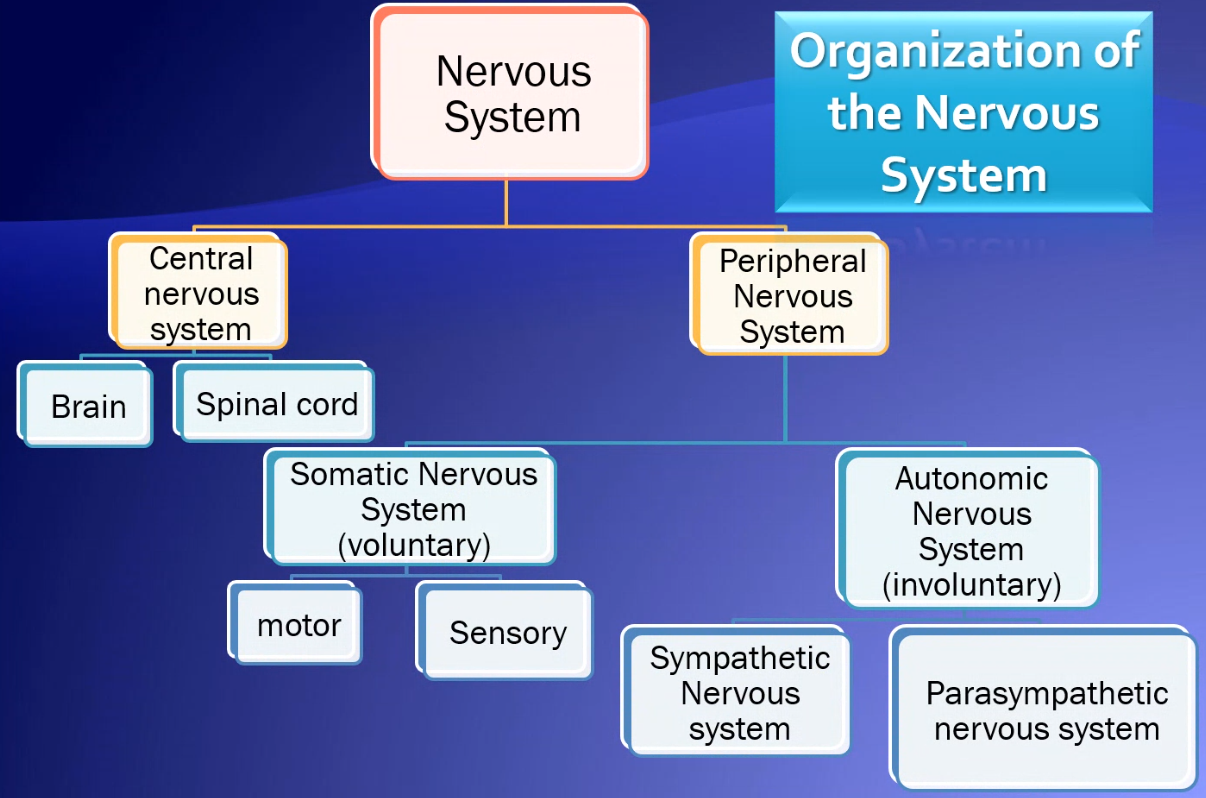 Nervous
System
Organization of
the Nervous
System
Central
nervous
system
Peripheral
Nervous
System
Brain
Spinal cord
Somatic Nervous
System
(voluntary)
Autonomic
Nervous
System
(involuntary)
motor
Sensory
Sympathetic
Nervous
system
Parasympathetic
nervous system